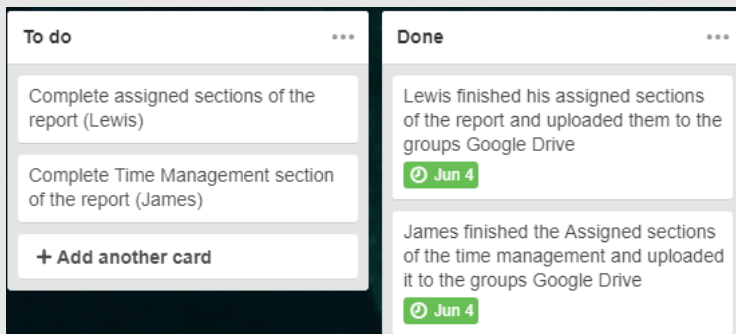 To do
Complete assigned sections of the
report (Lewis)
Complete Time Management section
of the report (James)
+ Add another card
Done
Lewis finished his assigned sections
of the report and uploaded them to the
groups Google Drive
Jun 4
James finished the Assigned sections
of the time management and uploaded
it to the groups Google Drive
Jun 4